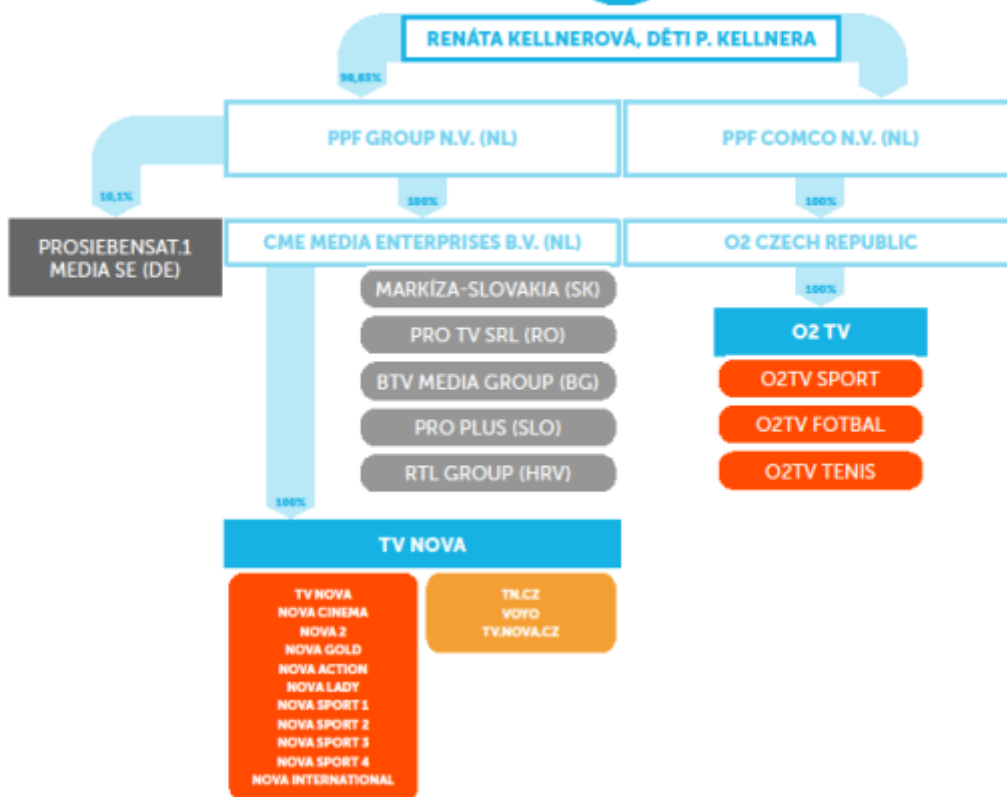 RENÁTA KELLNEROVÁ, DĚTI P. KELLNERA
98,83%
PPF GROUP N.V. (NL)
PPF COMCO N.V. (NL)
10,1%
100%
100%
PROSIEBENSAT.1
MEDIA SE (DE)
CME MEDIA ENTERPRISES B.V. (NL)
O2 CZECH REPUBLIC
MARKÍZA-SLOVAKIA (SK)
PRO TV SRL (RO)
BTV MEDIA GROUP (BG)
PRO PLUS (SLO)
RTL GROUP (HRV)
100%
O2 TV
O2TV SPORT
O2TV FOTBAL
O2TV TENIS
100%
TV NOVA
TV NOVA
NOVA CINEMA
NOVA 2
NOVA GOLD
NOVA ACTION
NOVA LADY
NOVA SPORT 1
NOVA SPORT 2
NOVA SPORT 3
NOVA SPORT 4
NOVA INTERNATIONAL
TN.CZ
VOYO
TV.NOVA.CZ